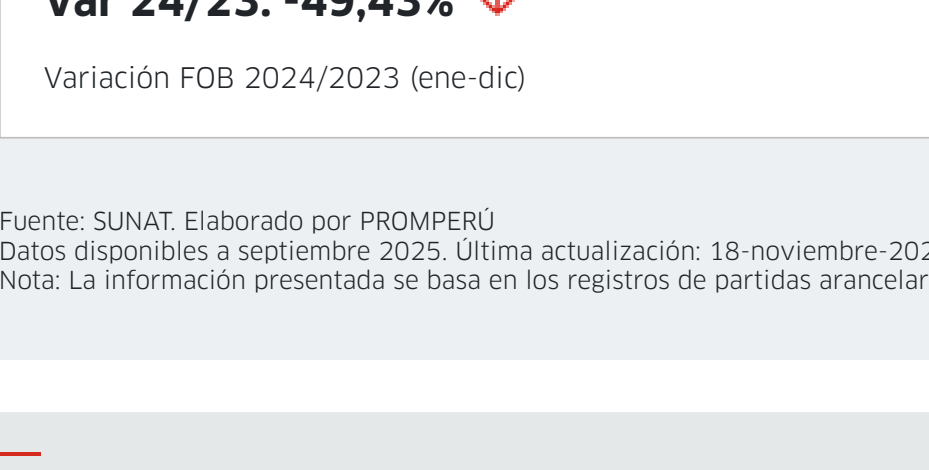 Var 24/23: -49,43%
Variación FOB 2024/2023 (ene-dic)
Fuente: SUNAT. Elaborado por PROMPERÚ
Datos disponibles a septiembre 2025. Última actualización: 18-noviembre-202
Nota: La información presentada se basa en los registros de partidas arancelar